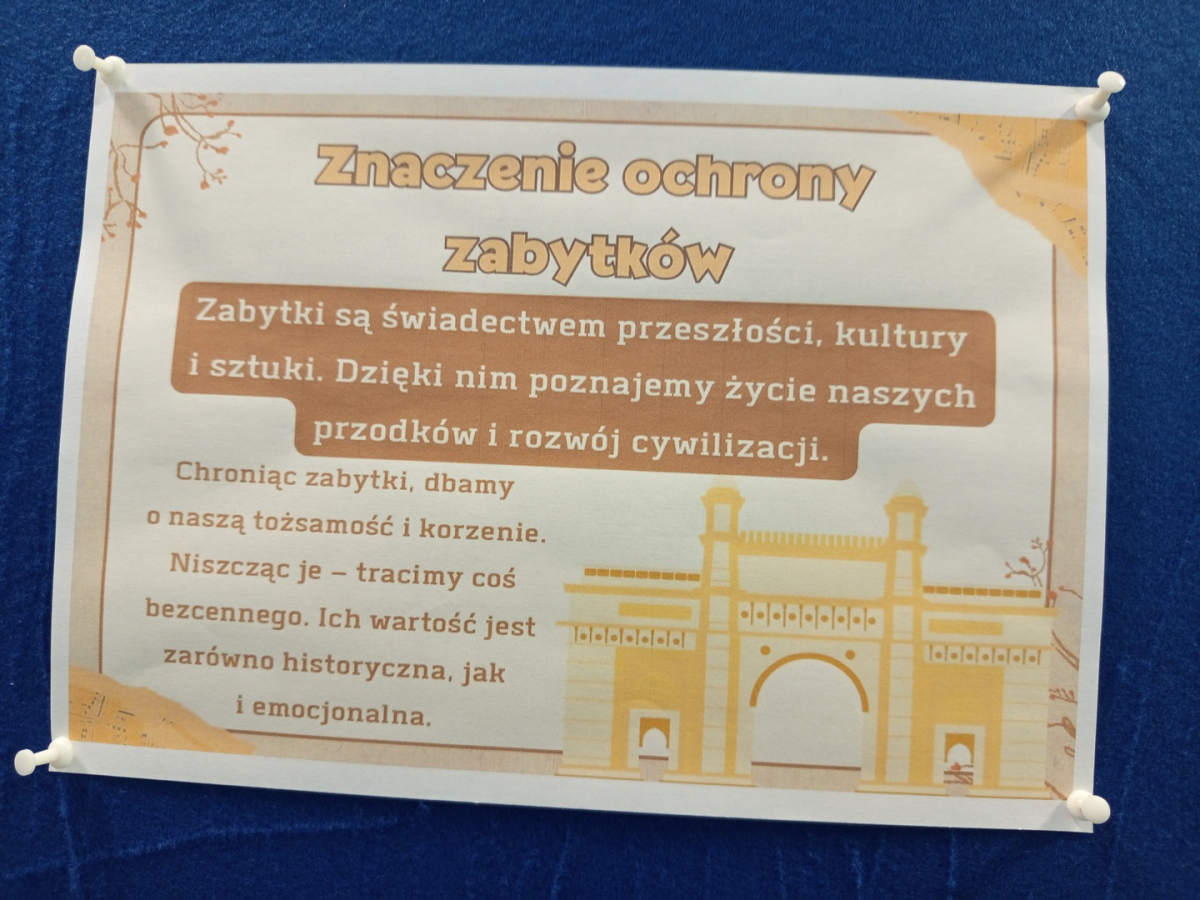 Znaczenie ochrony
zabytków
Zabytki są świadectwem przeszłości, kultury
i sztuki. Dzięki nim poznajemy życie naszych
przodków i rozwój cywilizacji.
Chroniąc zabytki, dbamy
o naszą tożsamość i korzenie.
Niszcząc je – tracimy coś
bezcennego. Ich wartość jest
zarówno historyczna, jak
i emocjonalna.